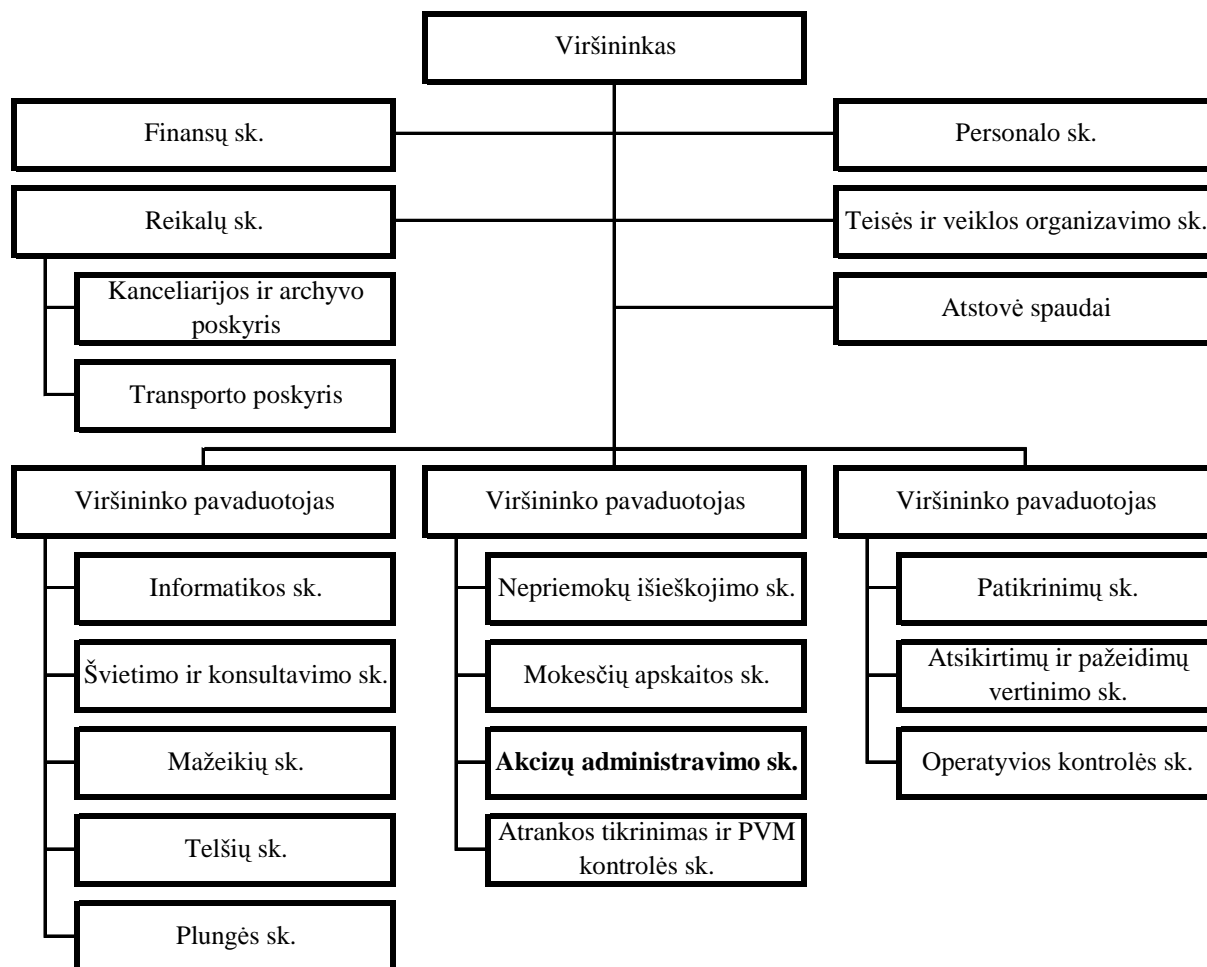 Viršininkas
Finansų sk.
Personalo sk.
Reikalų sk.
Teisės ir veiklos organizavimo sk.
Kanceliarijos ir archyvo
poskyris
Atstovė spaudai
Transporto poskyris
Viršininko pavaduotojas
Informatikos sk.
Švietimo ir konsultavimo sk.
Mažeikių sk.
Telšių sk.
Plungės sk.
Viršininko pavaduotojas
Nepriemokų išieškojimo sk.
Mokesčių apskaitos sk.
Akcizų administravimo sk.
Atrankos tikrinimas ir PVM
kontrolės sk.
Viršininko pavaduotojas
Patikrinimų sk.
Atsikirtimų ir pažeidimų
vertinimo sk.
Operatyvios kontrolės sk.